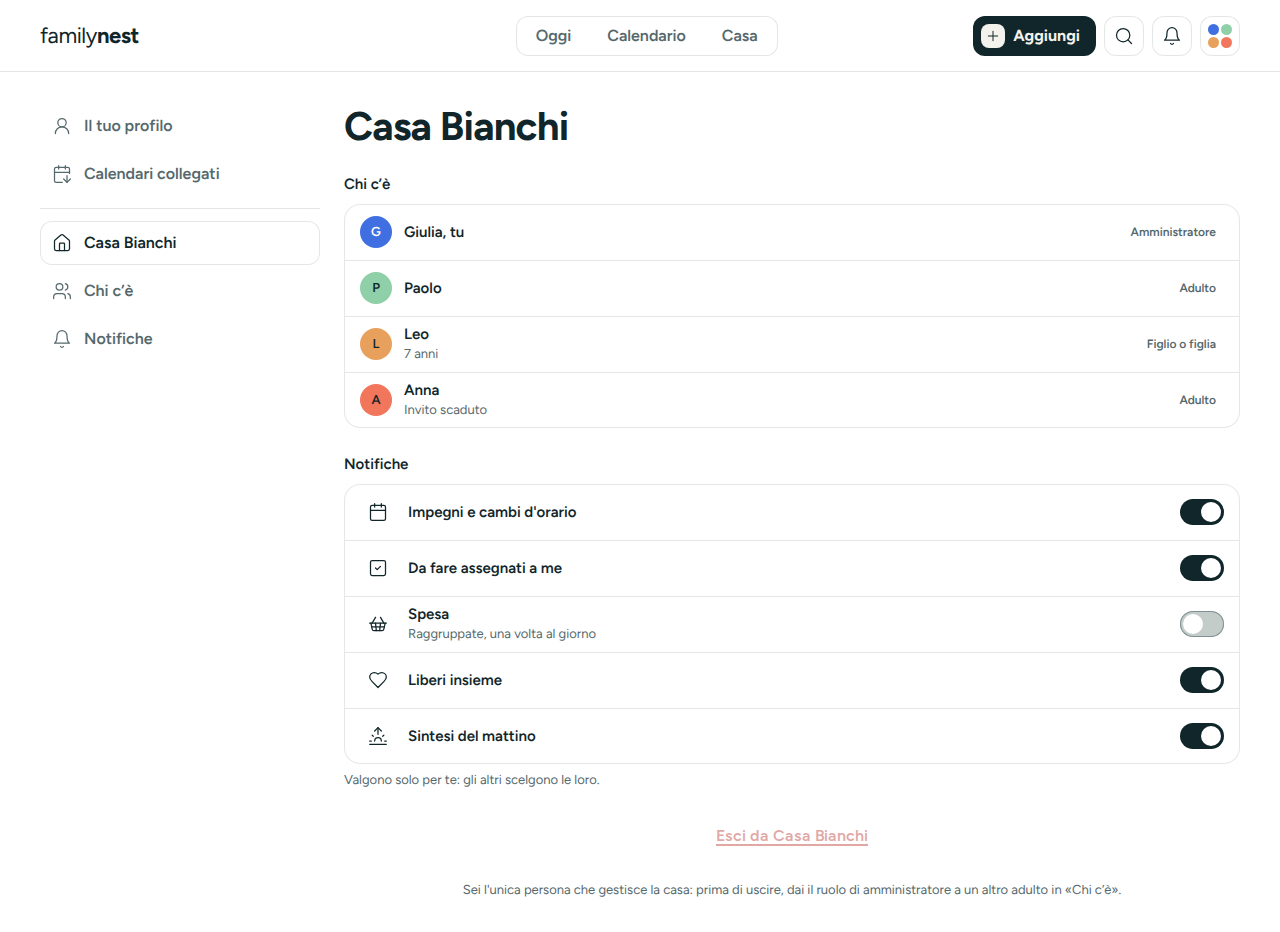 familynest
Oggi
Calendario
Casa
Aggiungi
Il tuo profilo
Calendari collegati
Casa Bianchi
Chi c’è
Notifiche
Casa Bianchi
Chi c’è
G
Giulia, tu
Amministratore
P
Paolo
Adulto
L
Leo
7 anni
Figlio o figlia
A
Anna
Invito scaduto
Adulto
Notifiche
Impegni e cambi d'orario
Da fare assegnati a me
Spesa
Raggruppate, una volta al giorno
Liberi insieme
Sintesi del mattino
Valgono solo per te: gli altri scelgono le loro.
Esci da Casa Bianchi
Sei l'unica persona che gestisce la casa: prima di uscire, dai il ruolo di amministratore a un altro adulto in «Chi c’è».